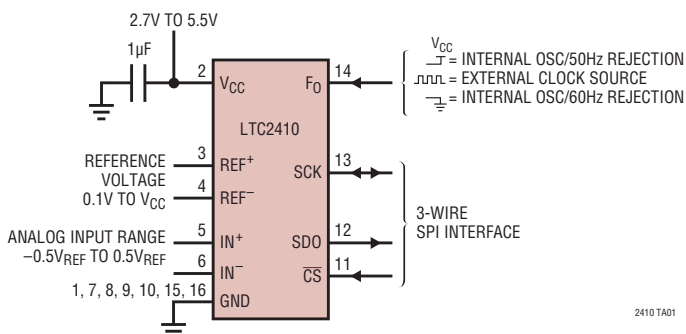 2.7V TO 5.5V
1µF
2
VCC
FO
14
VCC
= INTERNAL OSC/50Hz REJECTION
= EXTERNAL CLOCK SOURCE
= INTERNAL OSC/60Hz REJECTION
LTC2410
REFERENCE
VOLTAGE
0.1V TO VCC
3
REF+
4
REF−
SCK
13
3-WIRE
SPI INTERFACE
ANALOG INPUT RANGE
−0.5VREF TO 0.5VREF
5
IN+
6
IN−
SDO
12
CS
11
1, 7, 8, 9, 10, 15, 16
GND
2410 TA01